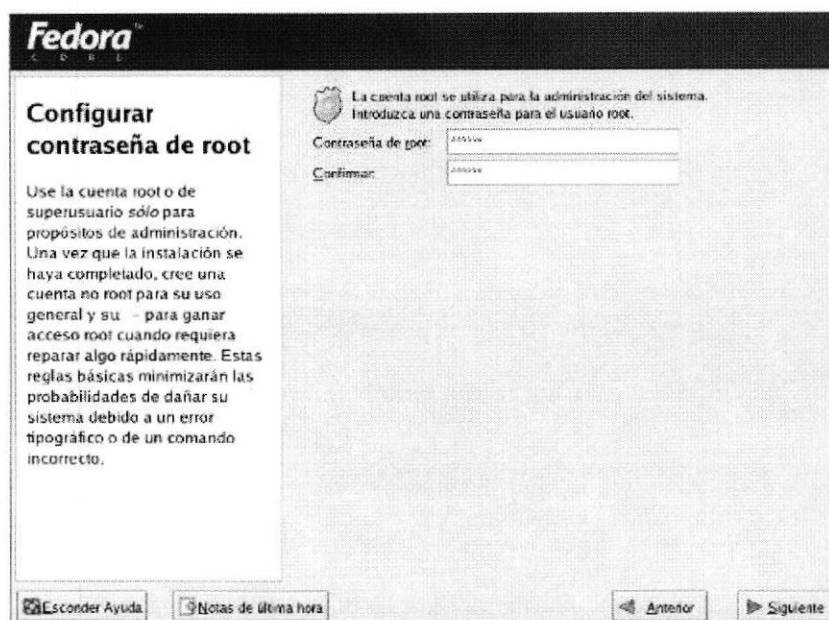 Fedora™
CORE
Configurar
contraseña de root
Use la cuenta root o de
superusuario sólo para
propósitos de administración.
Una vez que la instalación se
haya completado, cree una
cuenta no root para su uso
general y su - para ganar
acceso root cuando requiera
reparar algo rápidamente. Estas
reglas básicas minimizarán las
probabilidades de dañar su
sistema debido a un error
tipográfico o de un comando
incorrecto.
La cuenta root se utiliza para la administración del sistema.
Introduzca una contraseña para el usuario root.
Contraseña de root: ******
Confirmar: ******
Esconder Ayuda
Notas de última hora
Anterior
Siguiente